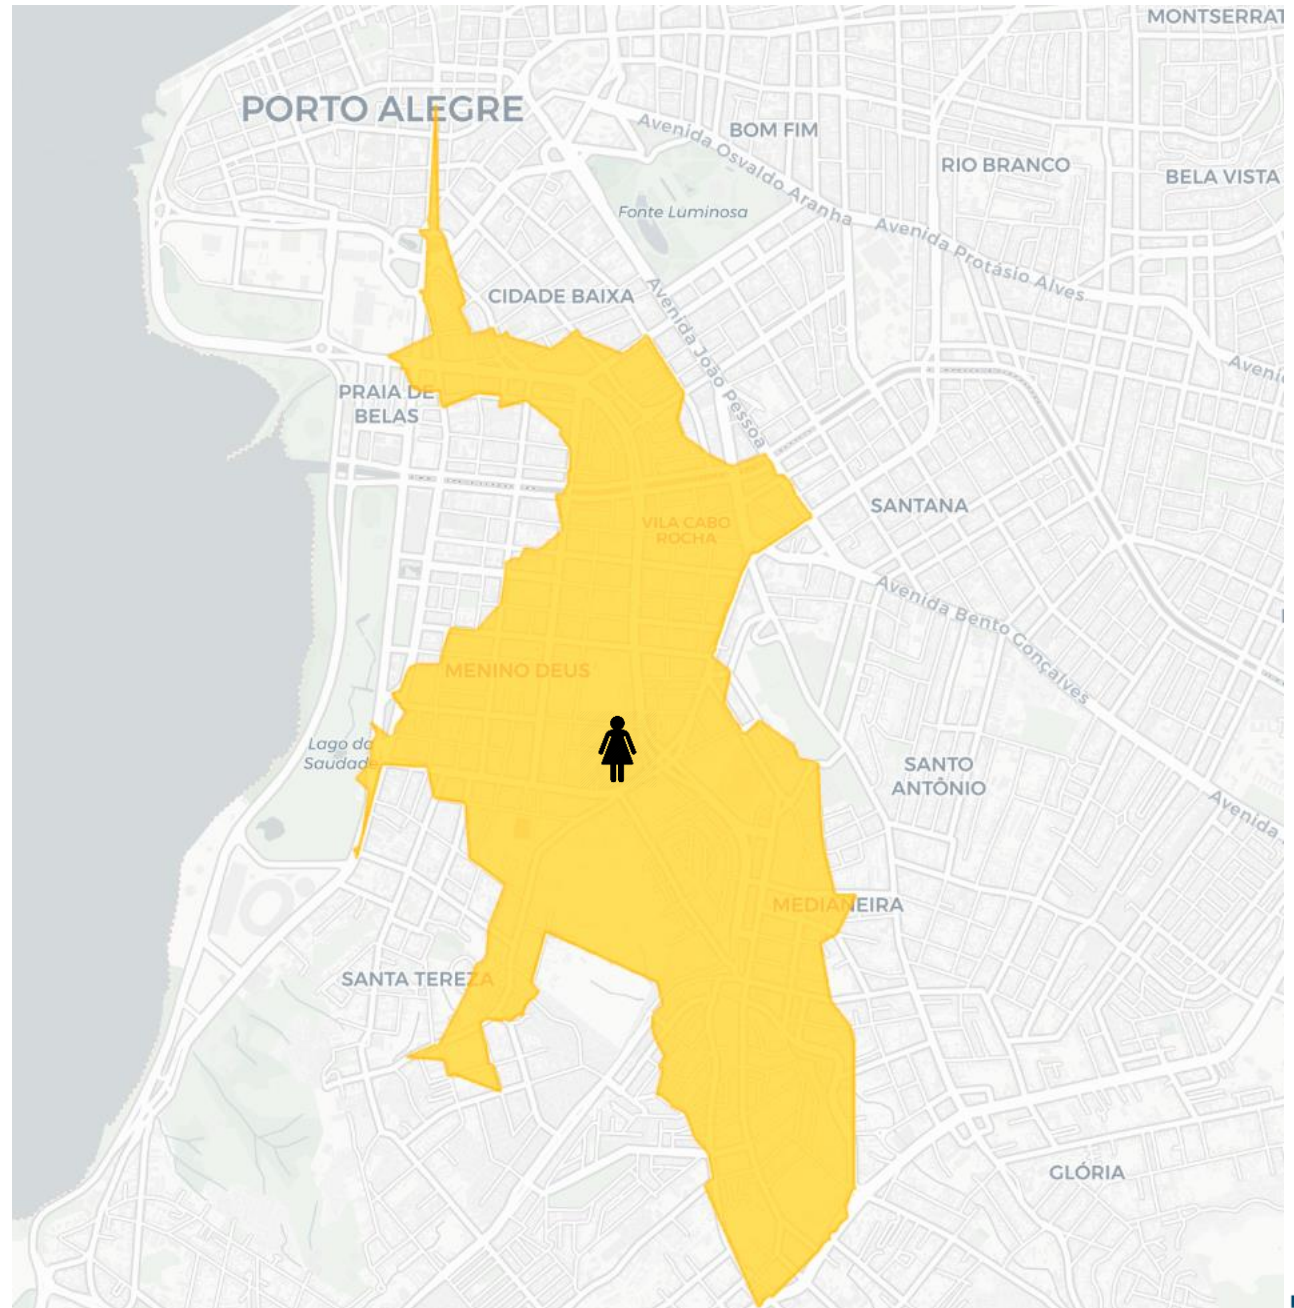 MONTSERRAT
PORTO ALEGRE
Avenida Osvaldo Aranha
BOM FIM
RIO BRANCO
BELA VISTA
Fonte Luminosa
Avenida Protásio Alves
CIDADE BAIXA
Avenida João Pessoa
PRAIA DE
BELAS
SANTANA
VILA CABO
ROCHA
Avenida Bento Gonçalves
MENINO DEUS
Lago da
Saudade
SANTO
ANTÔNIO
Avenida
MEDIANEIRA
SANTA TEREZA
GLÓRIA